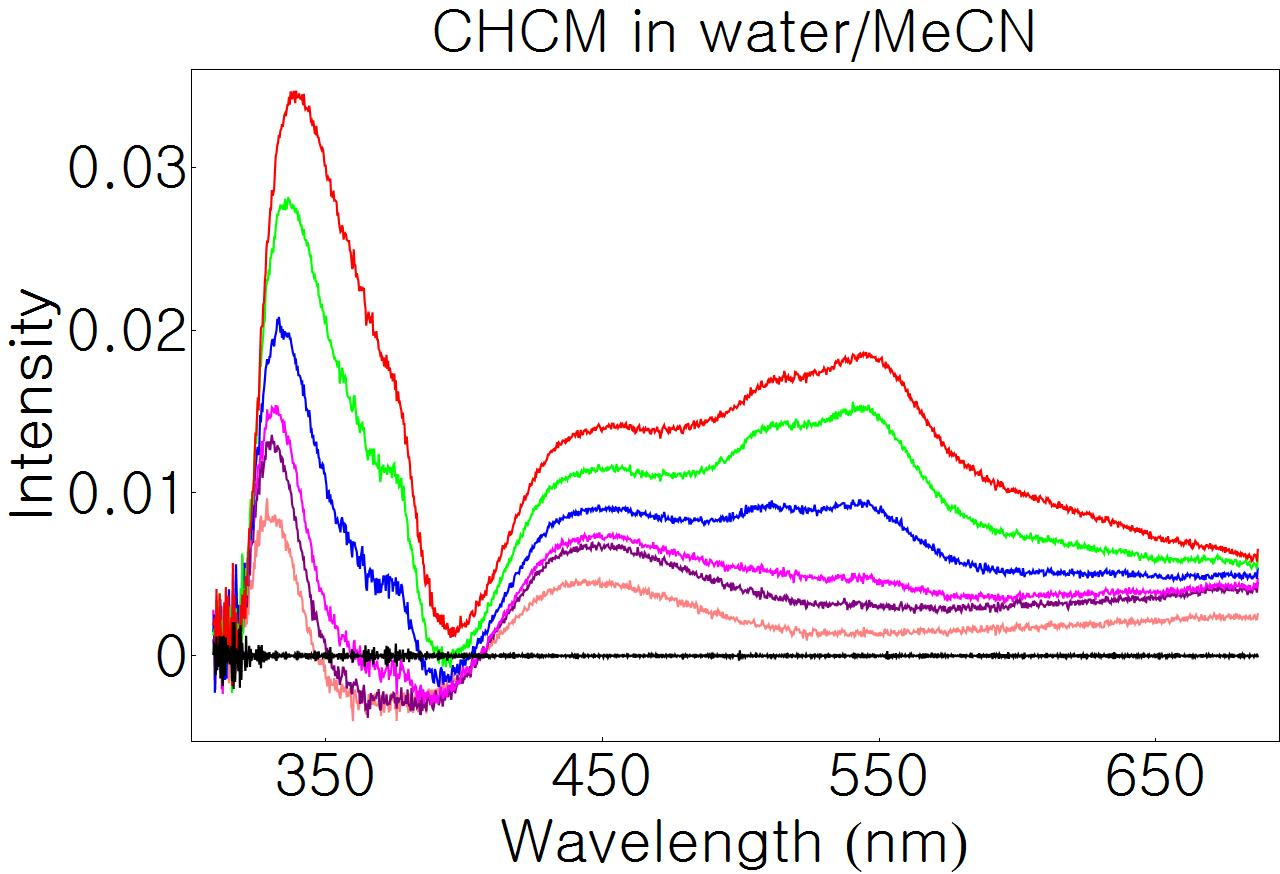 CHCM in water/MeCN
0.03
0.02
0.01
0
Intensity
350 450 550 650
Wavelength (nm)